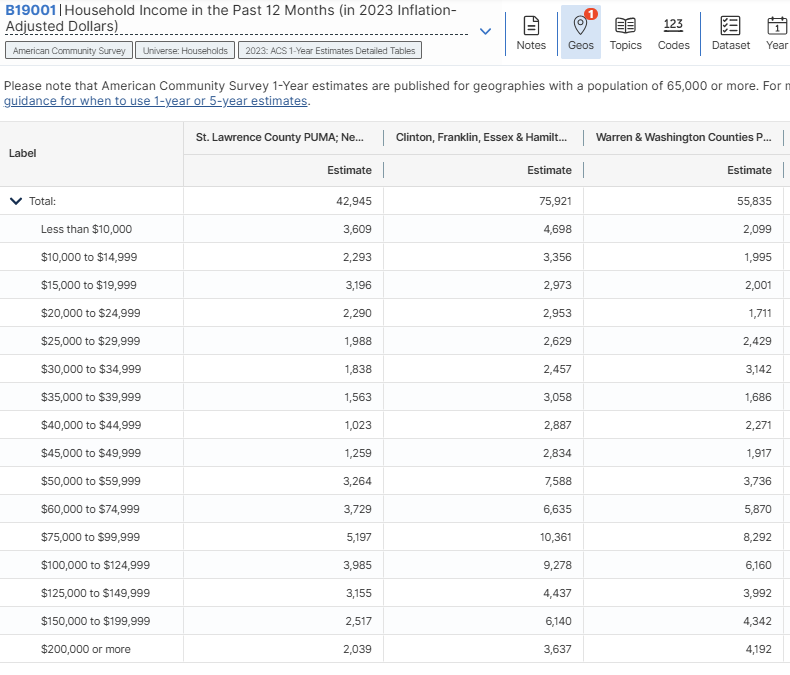 B19001 | Household Income in the Past 12 Months (in 2023 Inflation-
Adjusted Dollars)
American Community Survey Universe: Households 2023: ACS 1-Year Estimates Detailed Tables
Notes
1
Geos
Topics
123
Codes
Dataset
1
Year
Please note that American Community Survey 1-Year estimates are published for geographies with a population of 65,000 or more. For
guidance for when to use 1-year or 5-year estimates.
Label St. Lawrence County PUMA; Ne... Clinton, Franklin, Essex & Hamilt... Warren & Washington Counties P...
Estimate Estimate Estimate
Total: 42,945 75,921 55,835
Less than $10,000 3,609 4,698 2,099
$10,000 to $14,999 2,293 3,356 1,995
$15,000 to $19,999 3,196 2,973 2,001
$20,000 to $24,999 2,290 2,953 1,711
$25,000 to $29,999 1,988 2,629 2,429
$30,000 to $34,999 1,838 2,457 3,142
$35,000 to $39,999 1,563 3,058 1,686
$40,000 to $44,999 1,023 2,887 2,271
$45,000 to $49,999 1,259 2,834 1,917
$50,000 to $59,999 3,264 7,588 3,736
$60,000 to $74,999 3,729 6,635 5,870
$75,000 to $99,999 5,197 10,361 8,292
$100,000 to $124,999 3,985 9,278 6,160
$125,000 to $149,999 3,155 4,437 3,992
$150,000 to $199,999 2,517 6,140 4,342
$200,000 or more 2,039 3,637 4,192